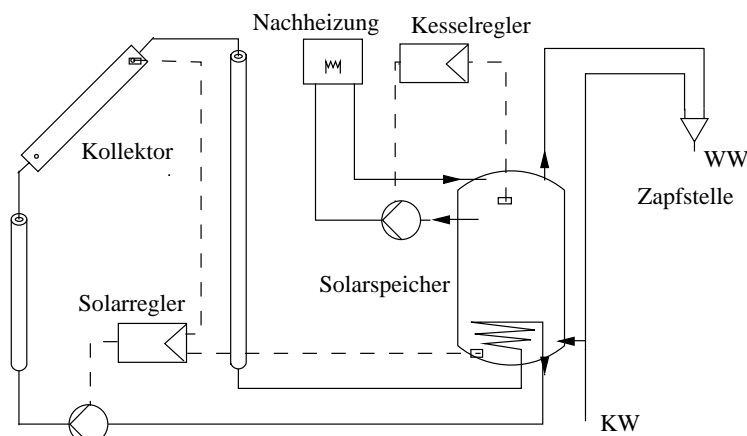 Nachheizung
Kesselregler
Kollektor
WW
Zapfstelle
Solarspeicher
Solarregler
KW